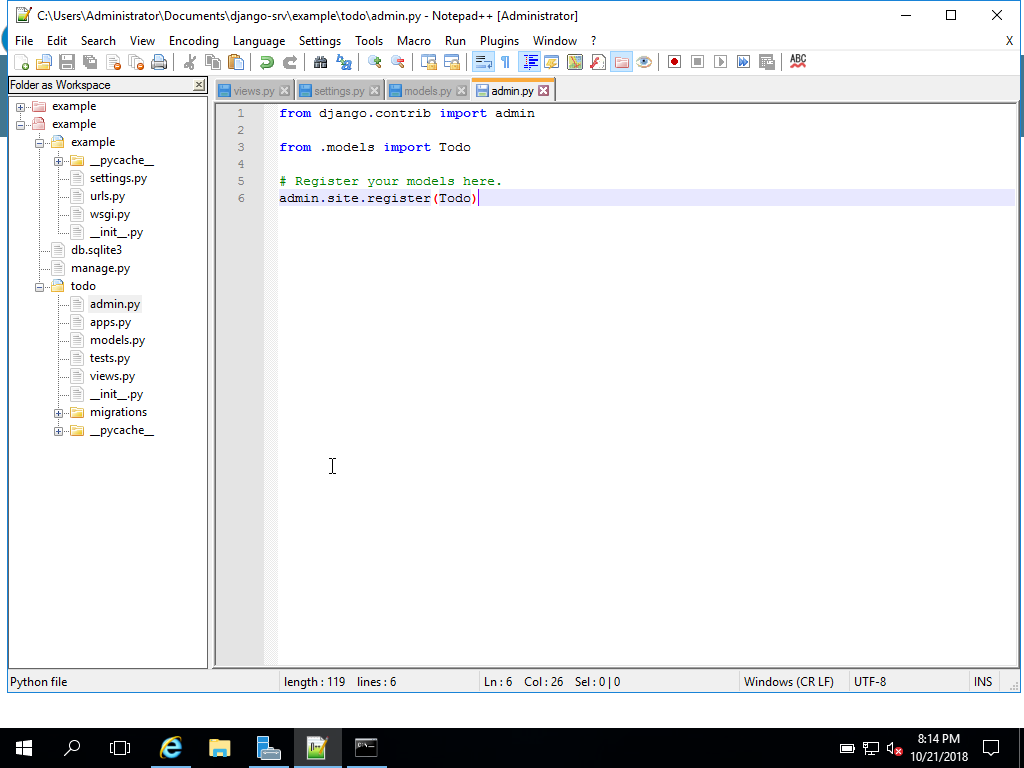 C:\Users\Administrator\Documents\django-srv\example\todo\admin.py - Notepad++ [Administrator]
File Edit Search View Encoding Language Settings Tools Macro Run Plugins Window ? X
ABC
Folder as Workspace
example
example
example
__pycache__
settings.py
urls.py
wsgi.py
__init__.py
db.sqlite3
manage.py
todo
admin.py
apps.py
models.py
tests.py
views.py
__init__.py
migrations
__pycache__
views.py settings.py models.py admin.py
1 from django.contrib import admin
2
3 from .models import Todo
4
5 # Register your models here.
6 admin.site.register(Todo)
Python file length : 119 lines : 6 Ln : 6 Col : 26 Sel : 0 | 0 Windows (CR LF) UTF-8 INS
8:14 PM
10/21/2018